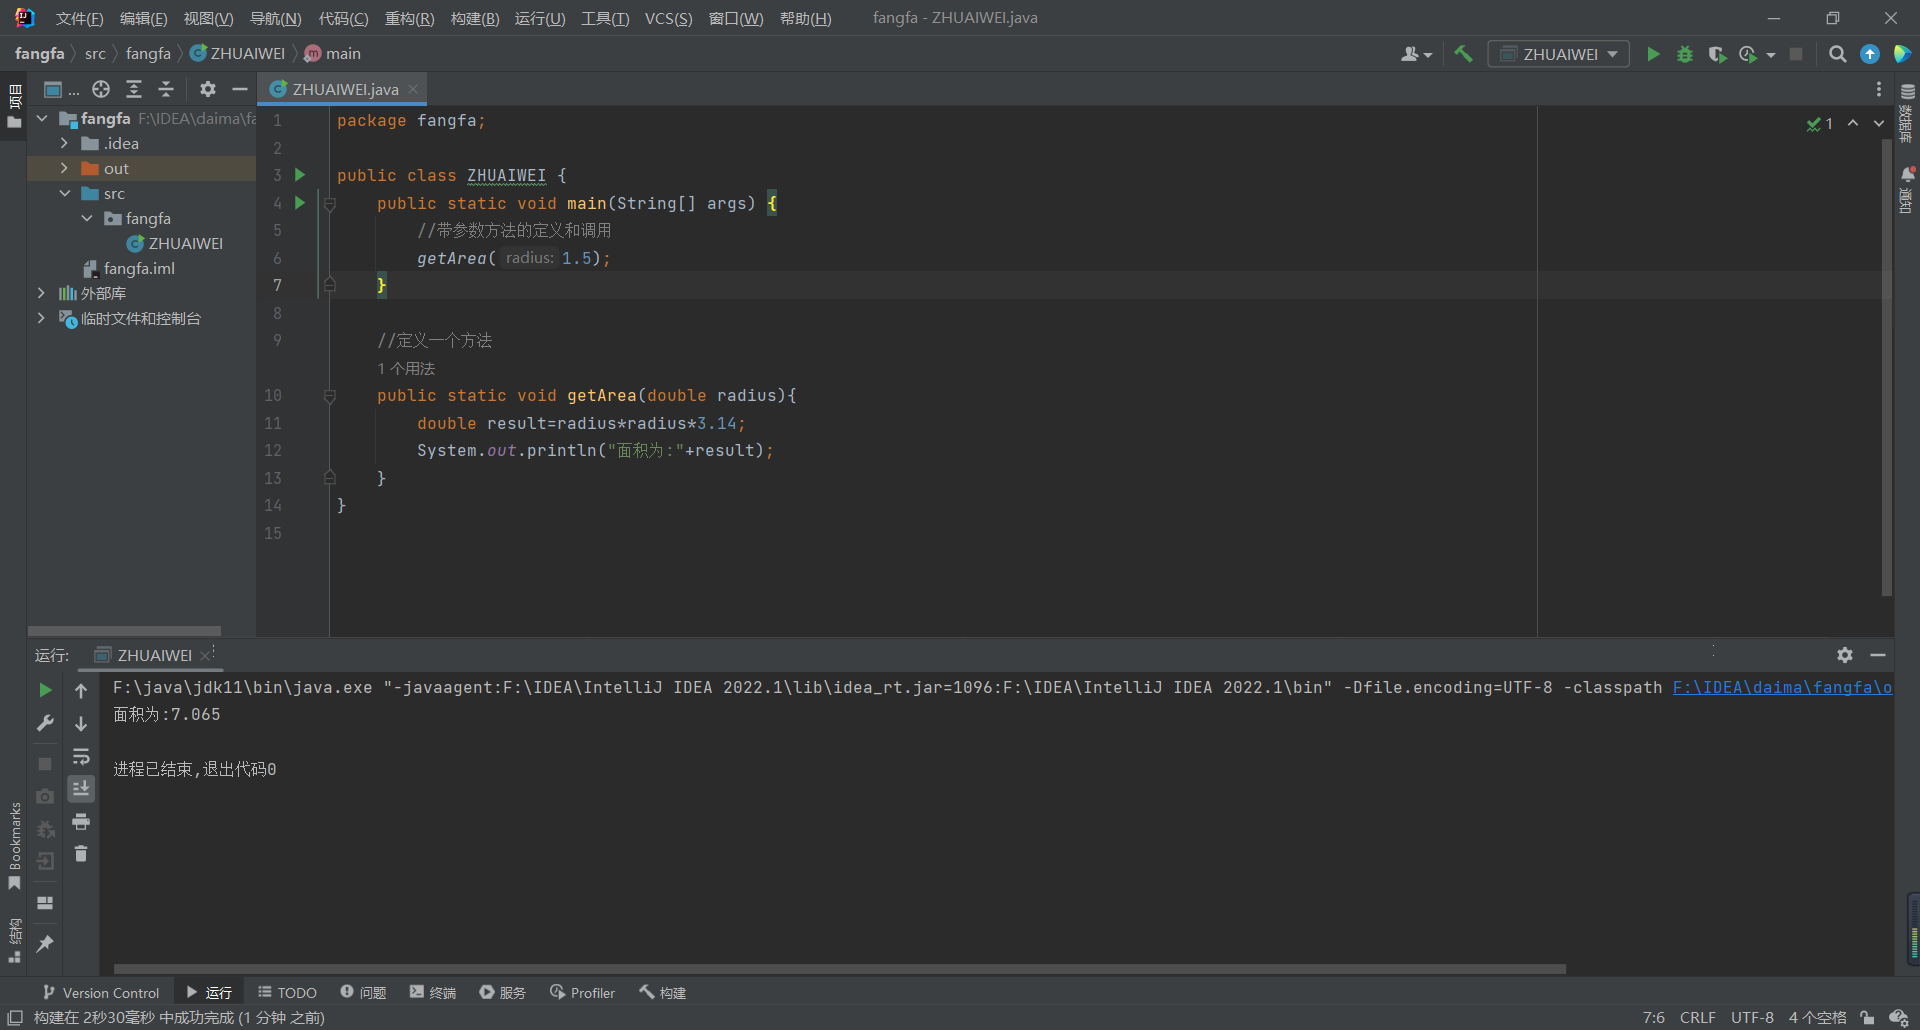 文件(F) 编辑(E) 视图(V) 导航(N) 代码(C) 重构(R) 构建(B) 运行(U) 工具(T) VCS(S) 窗口(W) 帮助(H) fangfa - ZHUAIWEI.java
fangfa src fangfa ZHUAIWEI main
ZHUAIWEI
项目
...
ZHUAIWEI.java
fangfa F:\IDEA\daima\fa
.idea
out
src
fangfa
ZHUAIWEI
fangfa.iml
外部库
临时文件和控制台
1 package fangfa;
2
3 public class ZHUAIWEI {
4 public static void main(String[] args) {
5 //带参数方法的定义和调用
6 getArea( radius: 1.5);
7 }
8
9 //定义一个方法
1 个用法
10 public static void getArea(double radius){
11 double result=radius*radius*3.14;
12 System.out.println("面积为:"+result);
13 }
14 }
15
1
数据库
通知
运行: ZHUAIWEI
F:\java\jdk11\bin\java.exe "-javaagent:F:\IDEA\IntelliJ IDEA 2022.1\lib\idea_rt.jar=1096:F:\IDEA\IntelliJ IDEA 2022.1\bin" -Dfile.encoding=UTF-8 -classpath F:\IDEA\daima\fangfa\o
面积为:7.065
进程已结束,退出代码0
Bookmarks
结构
Version Control 运行 TODO 问题 终端 服务 Profiler 构建
构建在 2秒30毫秒 中成功完成 (1 分钟 之前) 7:6 CRLF UTF-8 4 个空格